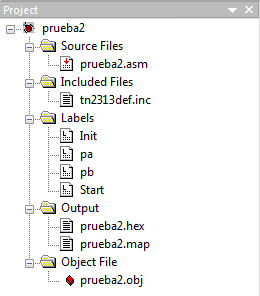 Project
prueba2
Source Files
prueba2.asm
Included Files
tn2313def.inc
Labels
Init
pa
pb
Start
Output
prueba2.hex
prueba2.map
Object File
prueba2.obj